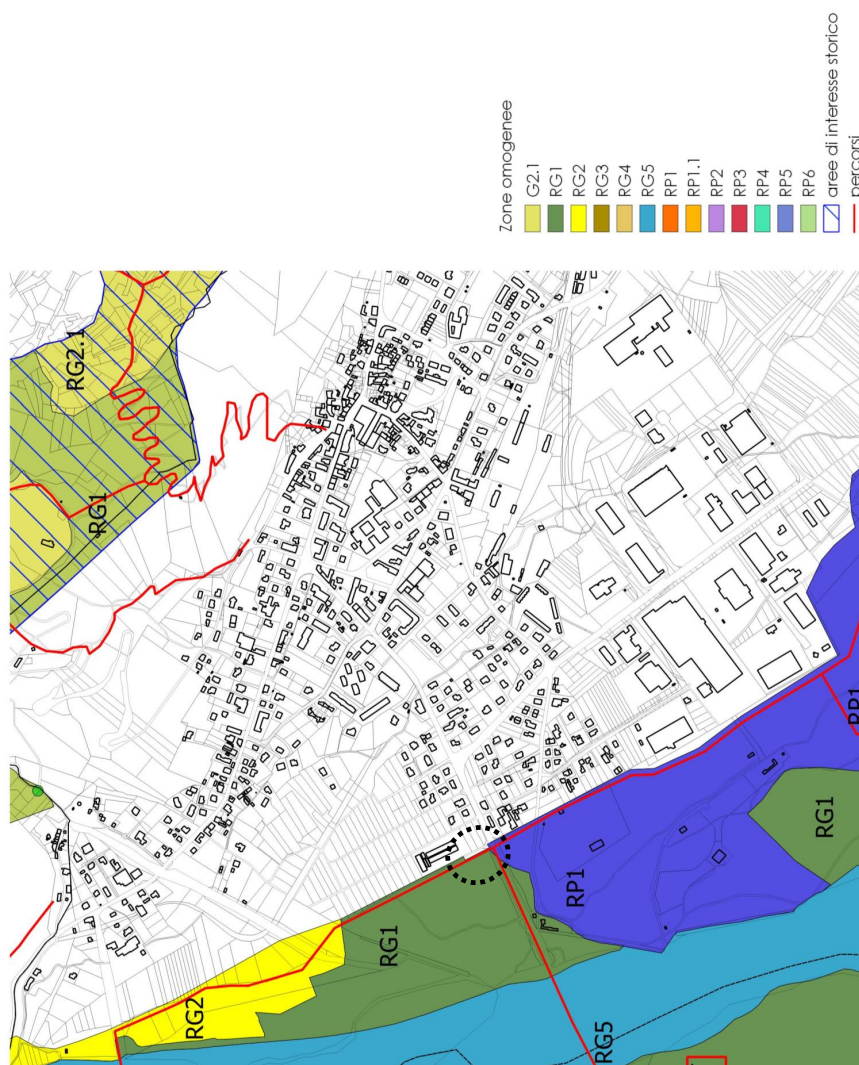 Zone omogenee
G2.1
RG1
RG2
RG3
RG4
RG5
RP1
RP1.1
RP2
RP3
RP4
RP5
RP6
aree di interesse storico
percorsi
RG2.1
RG1
RG2
RG1
RG5
RP1
RG1
RP1